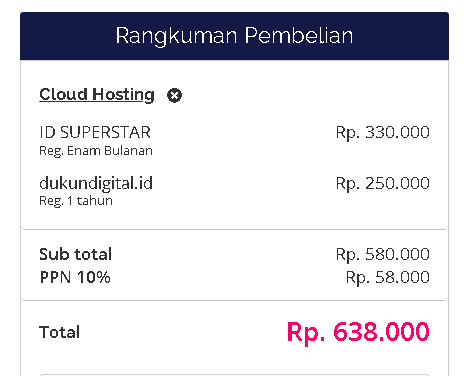 Rangkuman Pembelian
Cloud Hosting
ID SUPERSTAR Rp. 330.000
Reg. Enam Bulanan
dukundigital.id Rp. 250.000
Reg. 1 tahun
Sub total Rp. 580.000
PPN 10% Rp. 58.000
Total Rp. 638.000